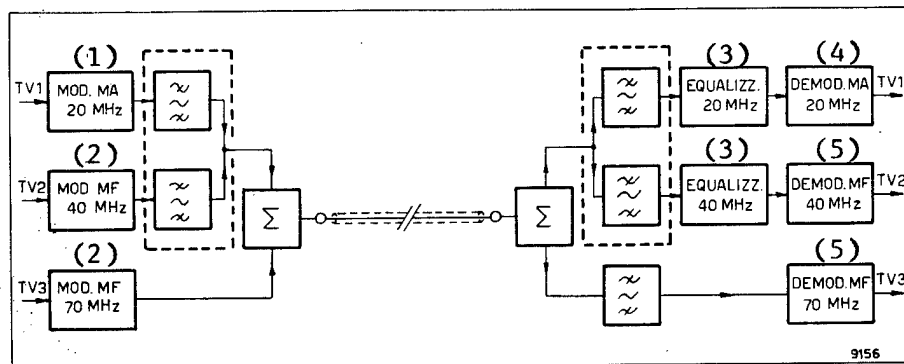 (1)
TV1
MOD. MA
20 MHz
(2)
TV2
MOD MF
40 MHz
(2)
TV3
MOD. MF
70 MHz
Σ
Σ
(3)
EQUALIZZ.
20 MHz
(4)
DEMOD. MA
20 MHz
TV1
(3)
EQUALIZZ.
40 MHz
(5)
DEMOD. MF
40 MHz
TV2
(5)
DEMOD. MF
70 MHz
TV3
9156